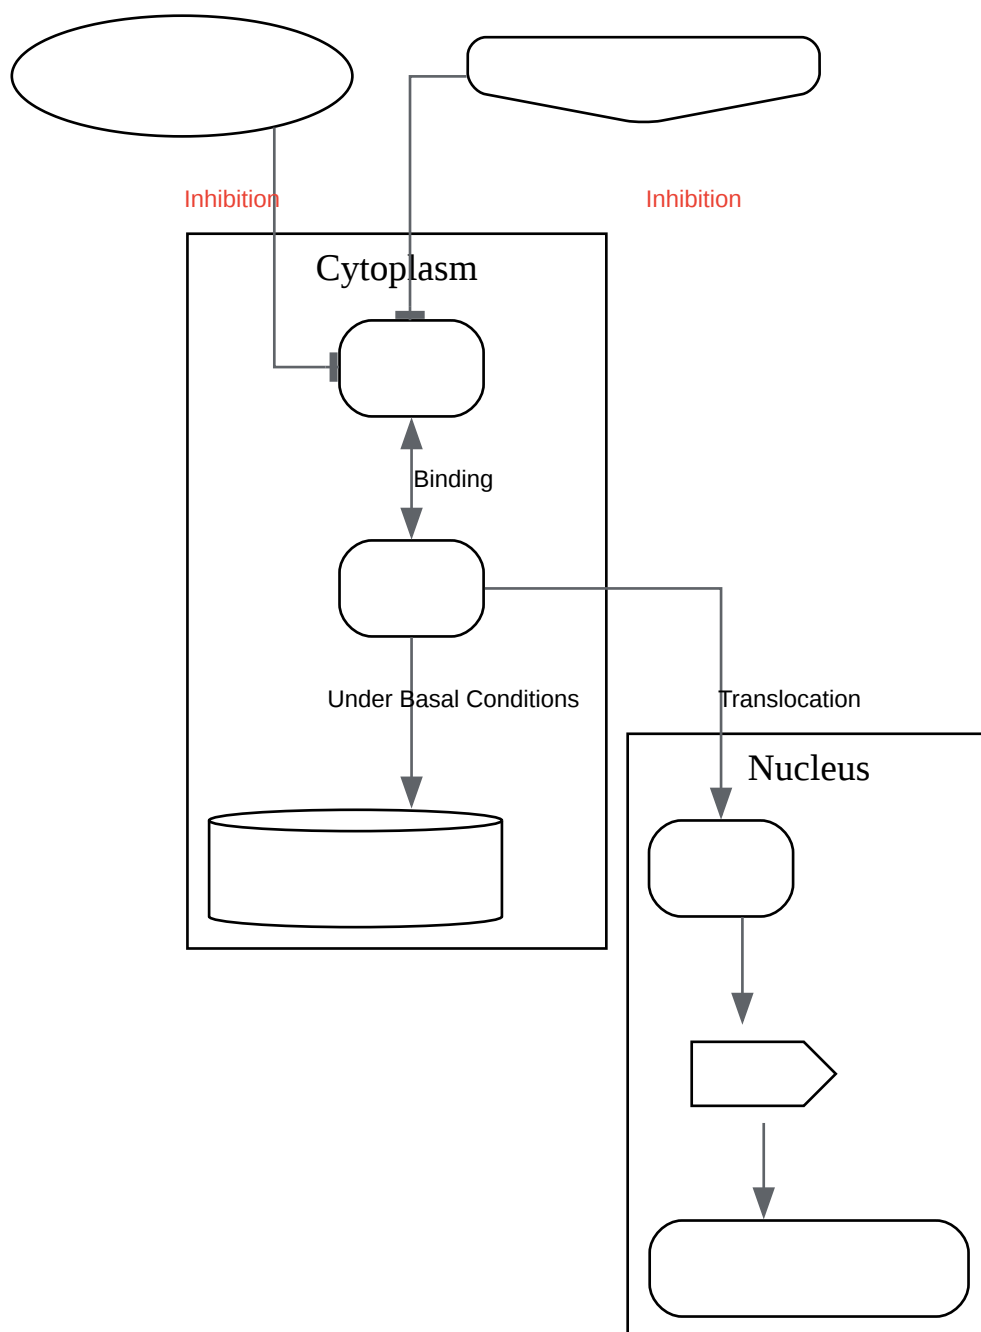 Inhibition
Inhibition
Cytoplasm
Binding
Under Basal Conditions
Translocation
Nucleus